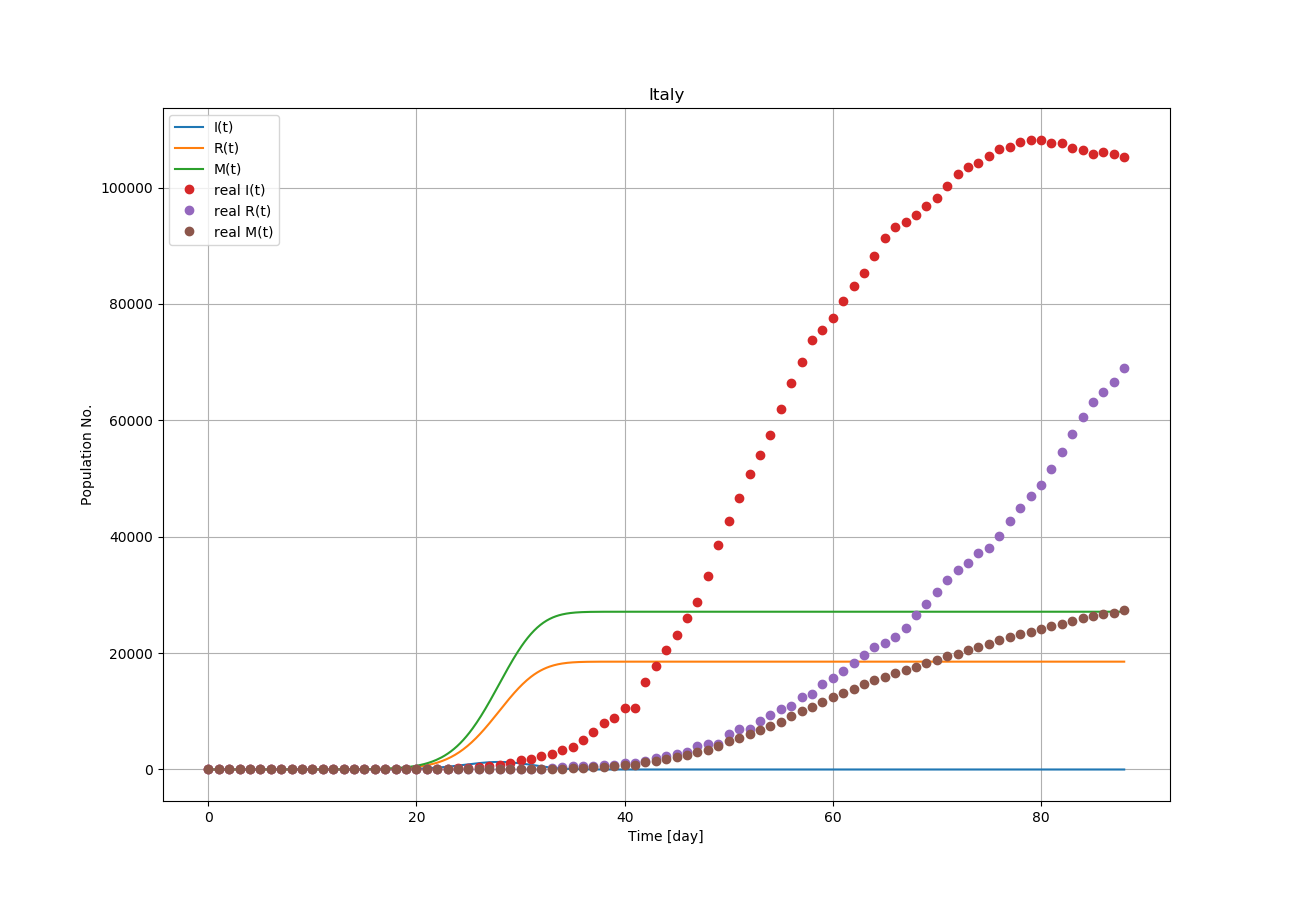 Italy
I(t)
R(t)
M(t)
real I(t)
real R(t)
real M(t)
100000
80000
60000
40000
20000
0
Population No.
0 20 40 60 80
Time [day]